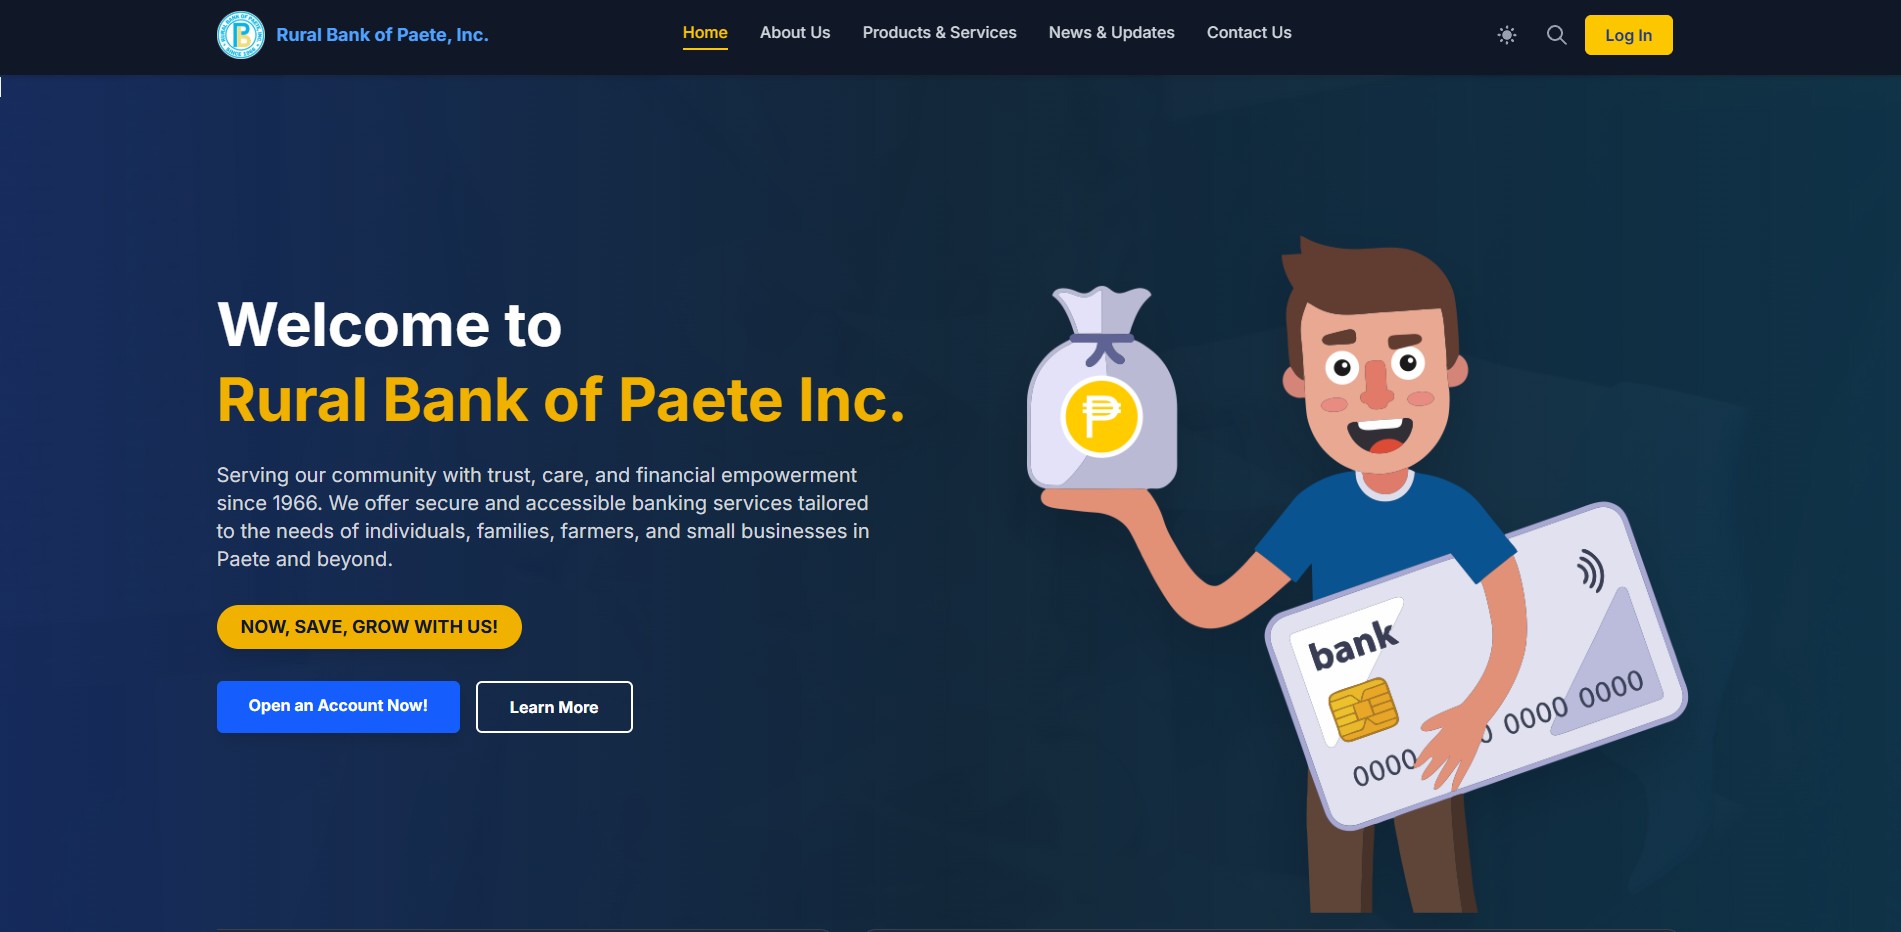 Rural Bank of Paete, Inc.
Home About Us Products & Services News & Updates Contact Us
Log In
Welcome to
Rural Bank of Paete Inc.
Serving our community with trust, care, and financial empowerment
since 1966. We offer secure and accessible banking services tailored
to the needs of individuals, families, farmers, and small businesses in
Paete and beyond.
NOW, SAVE, GROW WITH US!
Open an Account Now!
Learn More
₱
bank
0000 0 0000 0000